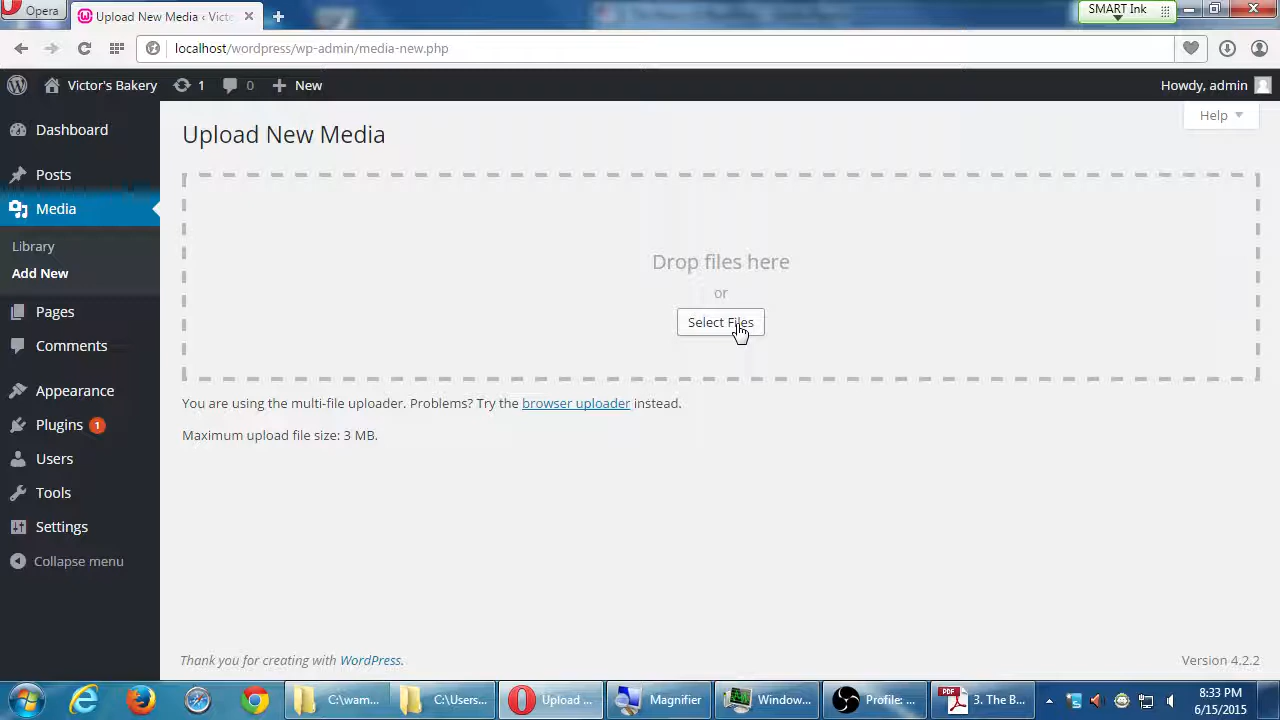 Opera
Upload New Media ‹ Victo
SMART Ink
localhost/wordpress/wp-admin/media-new.php
Victor's Bakery
1
0
New
Howdy, admin
Help
Dashboard
Posts
Media
Library
Add New
Pages
Comments
Appearance
Plugins 1
Users
Tools
Settings
Collapse menu
Upload New Media
Drop files here
or
Select Files
You are using the multi-file uploader. Problems? Try the browser uploader instead.
Maximum upload file size: 3 MB.
Thank you for creating with WordPress.
Version 4.2.2
C:\wam...
C:\Users...
Upload ...
Magnifier
Window...
Profile: ...
PDF
3. The B...
8:33 PM
6/15/2015